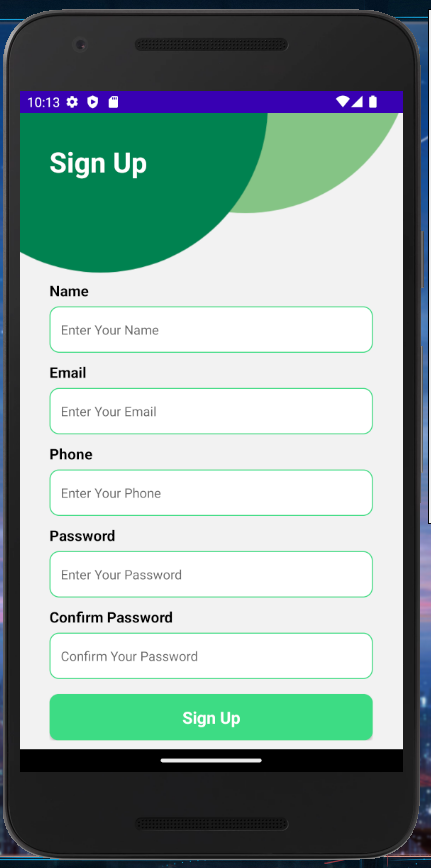 10:13
Sign Up
Name
Enter Your Name
Email
Enter Your Email
Phone
Enter Your Phone
Password
Enter Your Password
Confirm Password
Confirm Your Password
Sign Up